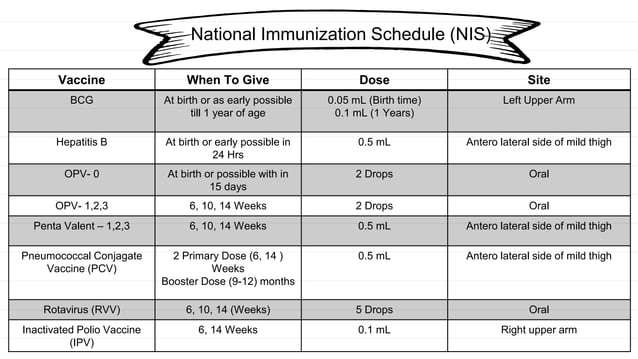 National Immunization Schedule (NIS)
Vaccine When To Give Dose Site
BCG At birth or as early possible 0.05 mL (Birth time) Left Upper Arm
till 1 year of age 0.1 mL (1 Years)
Hepatitis B At birth or early possible in 0.5 mL Antero lateral side of mild thigh
24 Hrs
OPV- 0 At birth or possible with in 2 Drops Oral
15 days
OPV- 1,2,3 6, 10, 14 Weeks 2 Drops Oral
Penta Valent – 1,2,3 6, 10, 14 Weeks 0.5 mL Antero lateral side of mild thigh
Pneumococcal Conjugate 2 Primary Dose (6, 14 ) 0.5 mL Antero lateral side of mild thigh
Vaccine (PCV) Weeks
Booster Dose (9-12) months
Rotavirus (RVV) 6, 10, 14 (Weeks) 5 Drops Oral
Inactivated Polio Vaccine 6, 14 Weeks 0.1 mL Right upper arm
(IPV)